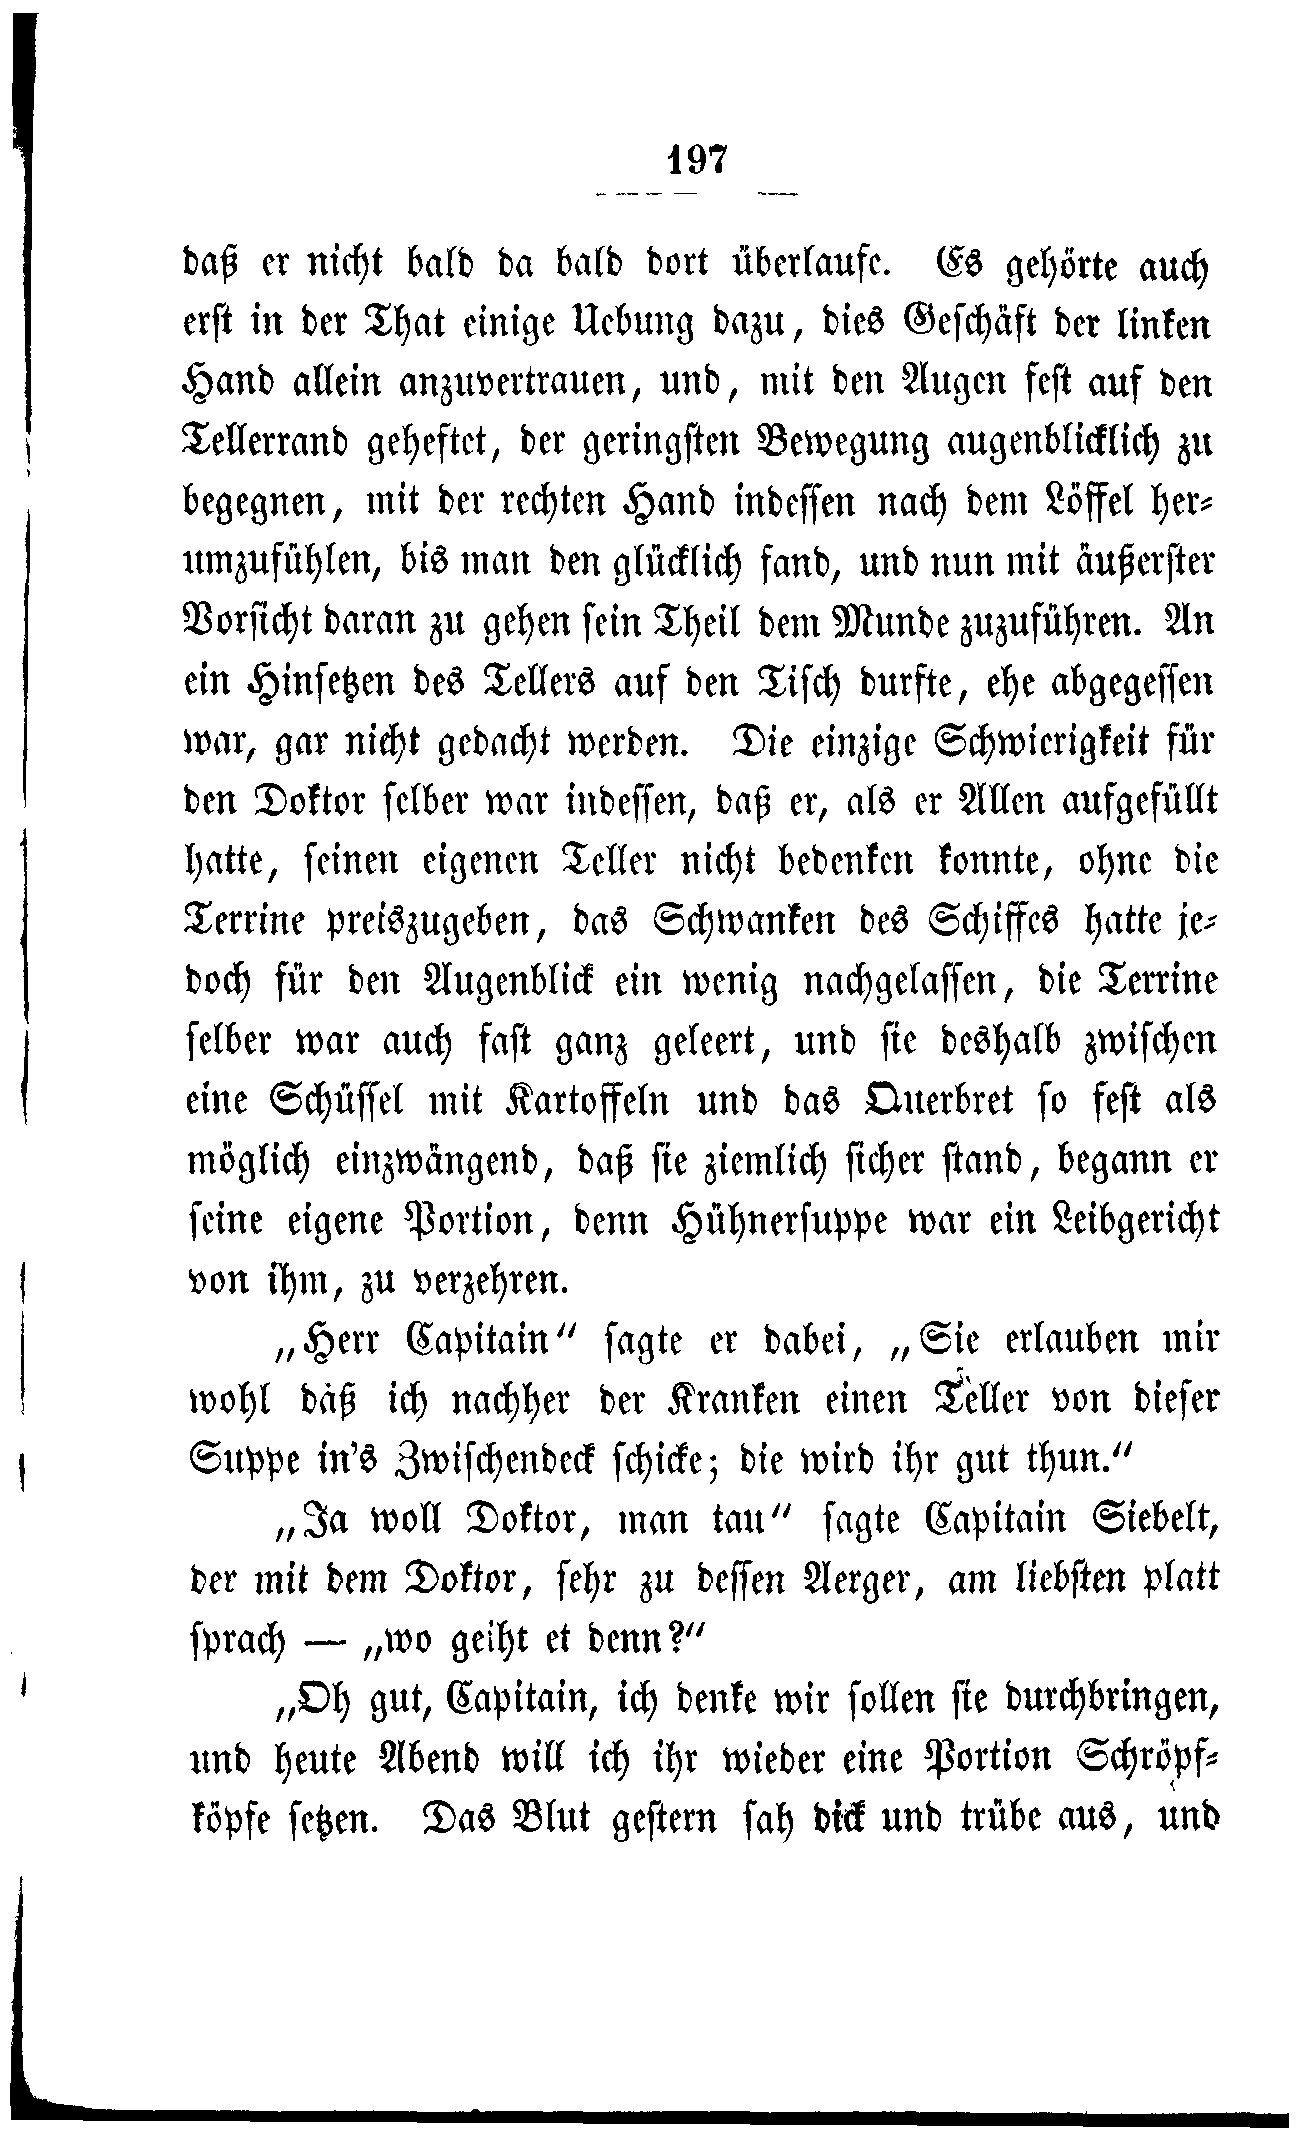 197
daß er nicht bald da bald dort überlaufe. Es gehörte auch
erst in der That einige Uebung dazu, dies Geschäft der linken
Hand allein anzuvertrauen, und, mit den Augen fest auf den
Tellerrand geheftet, der geringsten Bewegung augenblicklich zu
begegnen, mit der rechten Hand indessen nach dem Löffel her-
umzufühlen, bis man den glücklich fand, und nun mit äußerster
Vorsicht daran zu gehen sein Theil dem Munde zuzuführen. An
ein Hinsetzen des Tellers auf den Tisch durfte, ehe abgegessen
war, gar nicht gedacht werden. Die einzige Schwierigkeit für
den Doktor selber war indessen, daß er, als er Allen aufgefüllt
hatte, seinen eigenen Teller nicht bedenken konnte, ohne die
Terrine preiszugeben, das Schwanken des Schiffes hatte je-
doch für den Augenblick ein wenig nachgelassen, die Terrine
selber war auch fast ganz geleert, und sie deshalb zwischen
eine Schüssel mit Kartoffeln und das Querbret so fest als
möglich einzwängend, daß sie ziemlich sicher stand, begann er
seine eigene Portion, denn Hühnersuppe war ein Leibgericht
von ihm, zu verzehren.
„Herr Capitain“ sagte er dabei, „Sie erlauben mir
wohl daß ich nachher der Kranken einen Teller von dieser
Suppe in's Zwischendeck schicke; die wird ihr gut thun.“
„Ja woll Doktor, man tau“ sagte Capitain Siebelt,
der mit dem Doktor, sehr zu dessen Aerger, am liebsten platt
sprach — „wo geiht et denn?“
„Oh gut, Capitain, ich denke wir sollen sie durchbringen,
und heute Abend will ich ihr wieder eine Portion Schröpf-
köpfe setzen. Das Blut gestern sah dick und trübe aus, und